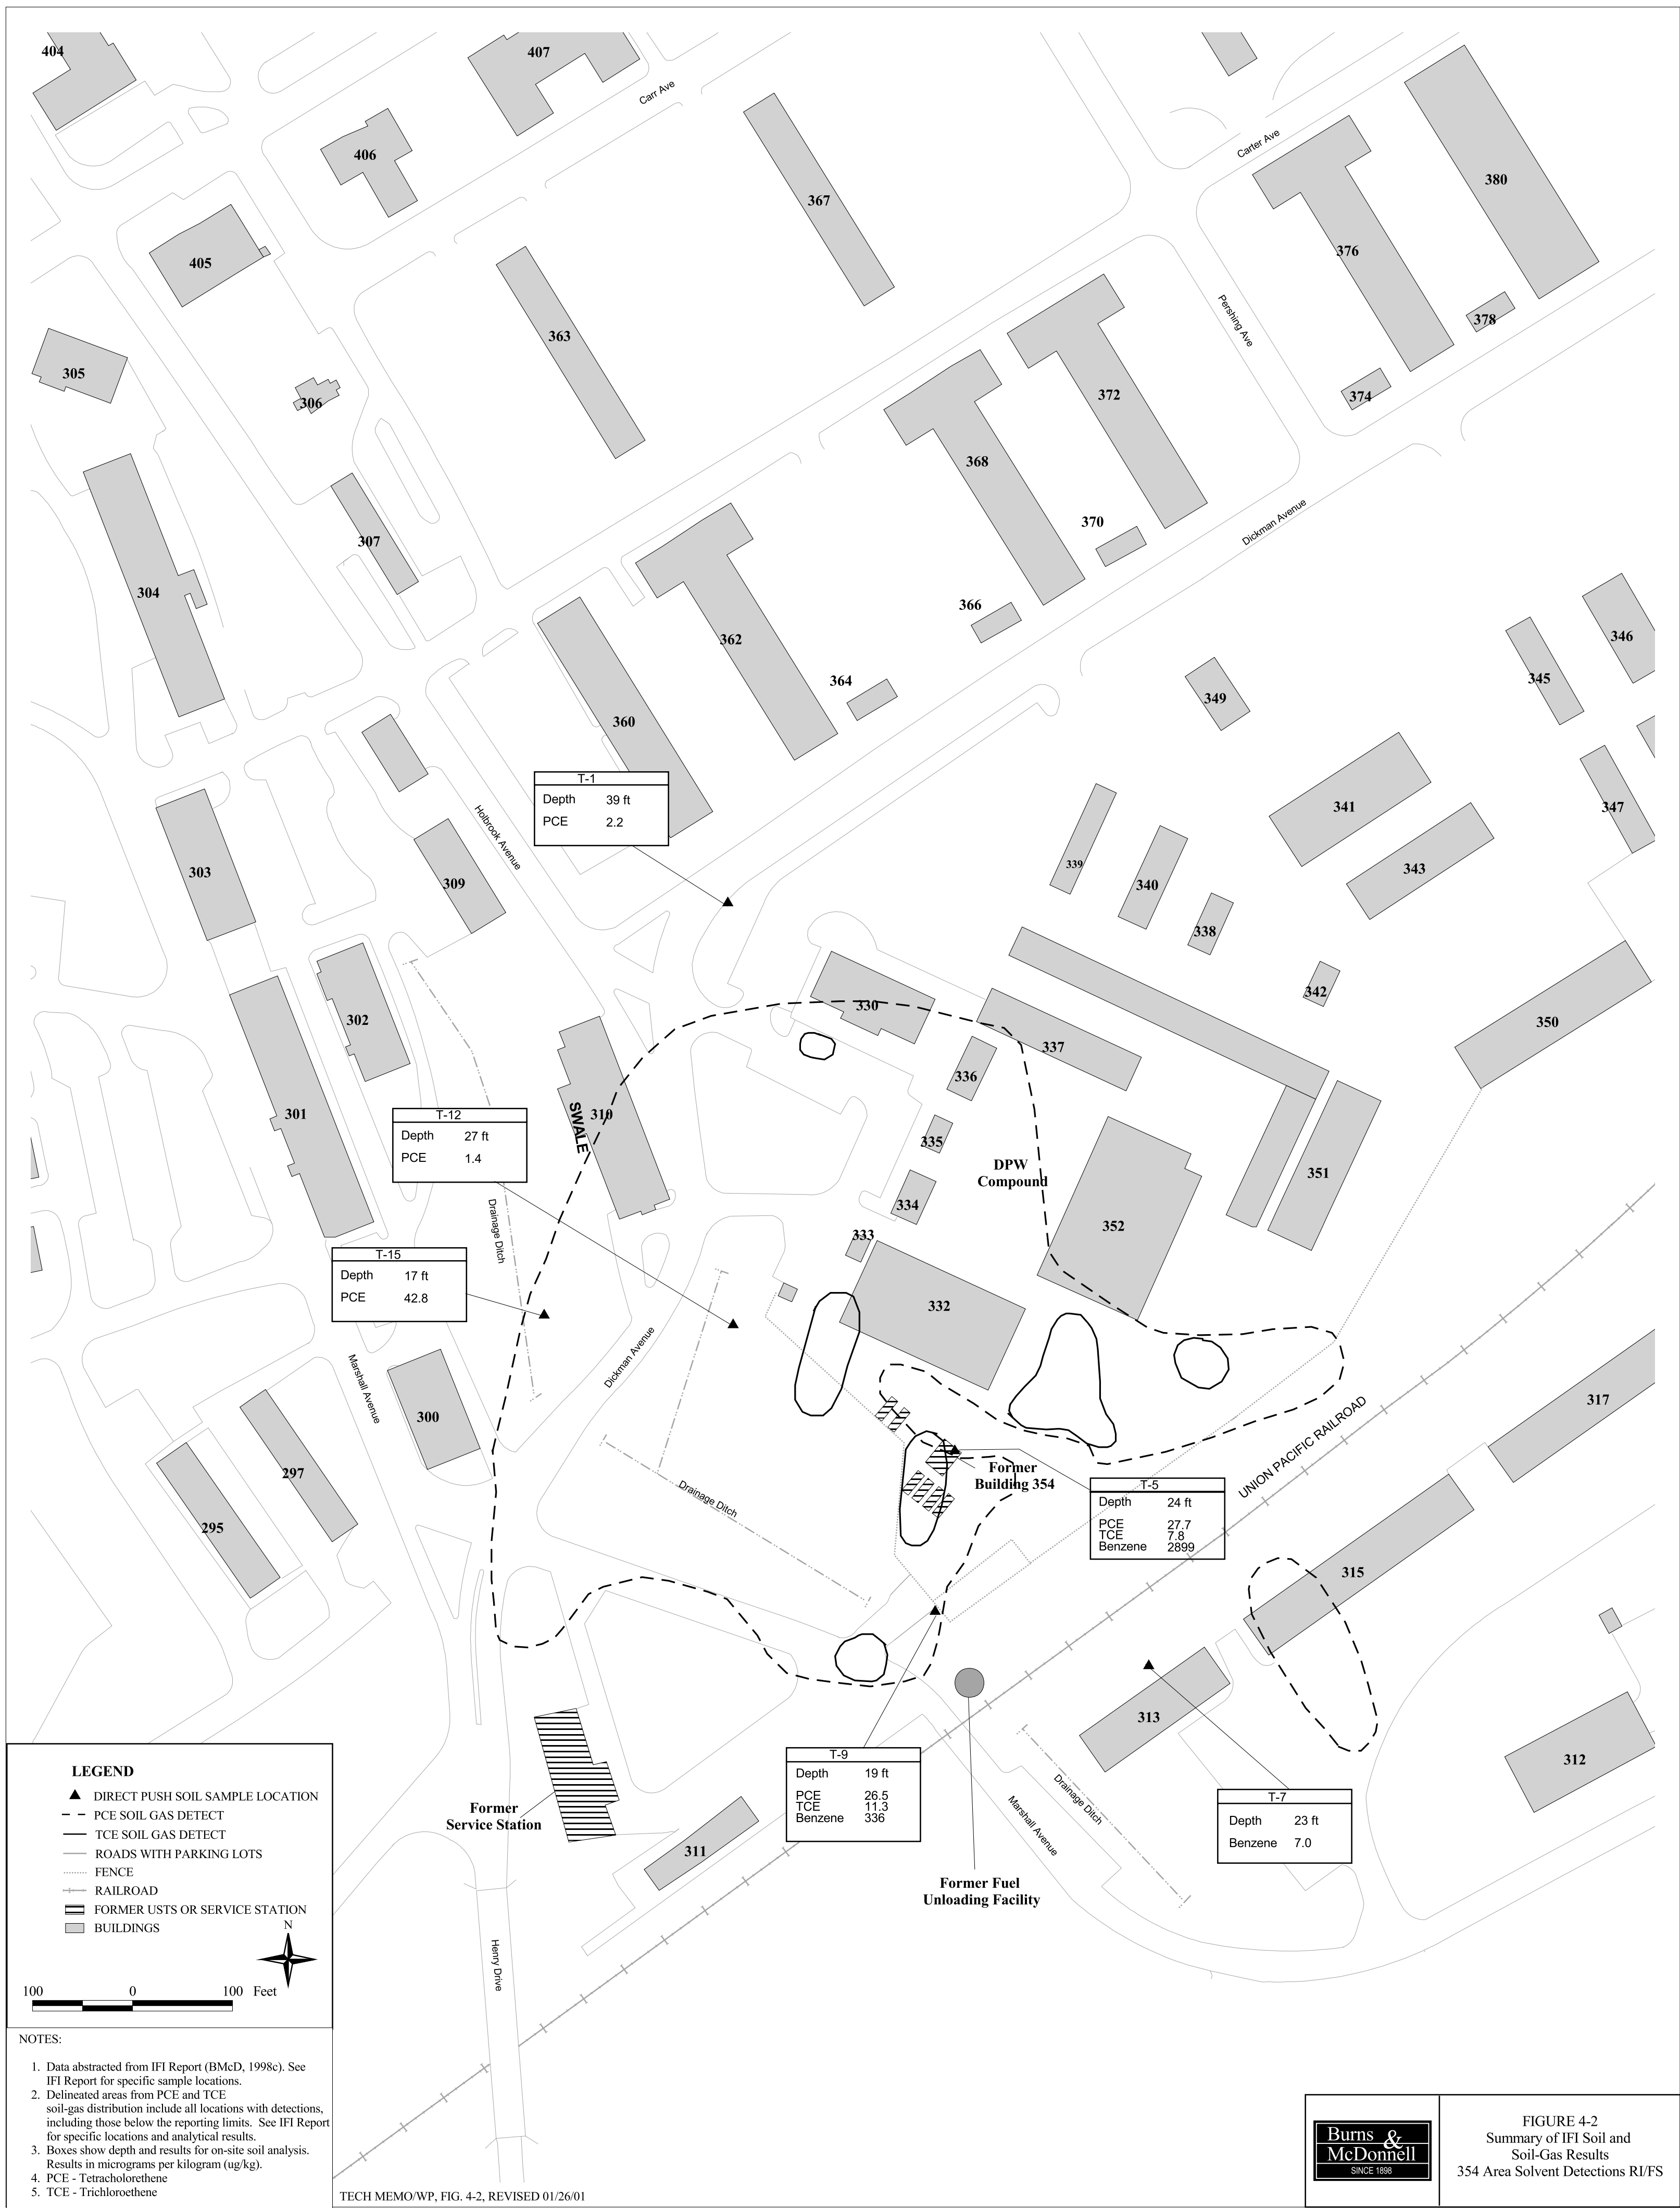 404
407
Carr Ave
406
Carter Ave
380
367
376
405
363
Pershing Ave
378
305
306
372
374
368
307
370
Dickman Avenue
304
366
346
362
345
364
349
360
T-1
Depth 39 ft
PCE 2.2
Holbrook Avenue
341
347
303
309
339
340
343
338
342
302
330
350
337
336
301
SWALE
310
T-12
Depth 27 ft
PCE 1.4
335
DPW
Compound
351
334
352
Drainage Ditch
333
T-15
Depth 17 ft
PCE 42.8
332
Dickman Avenue
Marshall Avenue
300
317
297
UNION PACIFIC RAILROAD
Former
Building 354
T-5
Depth 24 ft
PCE 27.7
TCE 7.8
Benzene 2899
Drainage Ditch
295
315
313
312
T-9
Depth 19 ft
PCE 26.5
TCE 11.3
Benzene 336
T-7
Depth 23 ft
Benzene 7.0
Drainage Ditch
Marshall Avenue
Former
Service Station
311
Former Fuel
Unloading Facility
Henry Drive
LEGEND
DIRECT PUSH SOIL SAMPLE LOCATION
PCE SOIL GAS DETECT
TCE SOIL GAS DETECT
ROADS WITH PARKING LOTS
FENCE
RAILROAD
FORMER USTS OR SERVICE STATION
BUILDINGS
N
100 0 100 Feet
NOTES:
1. Data abstracted from IFI Report (BMcD, 1998c). See
IFI Report for specific sample locations.
2. Delineated areas from PCE and TCE
soil-gas distribution include all locations with detections,
including those below the reporting limits. See IFI Report
for specific locations and analytical results.
3. Boxes show depth and results for on-site soil analysis.
Results in micrograms per kilogram (ug/kg).
4. PCE - Tetracholorethene
5. TCE - Trichloroethene
TECH MEMO/WP, FIG. 4-2, REVISED 01/26/01
Burns &
McDonnell
SINCE 1898
FIGURE 4-2
Summary of IFI Soil and
Soil-Gas Results
354 Area Solvent Detections RI/FS